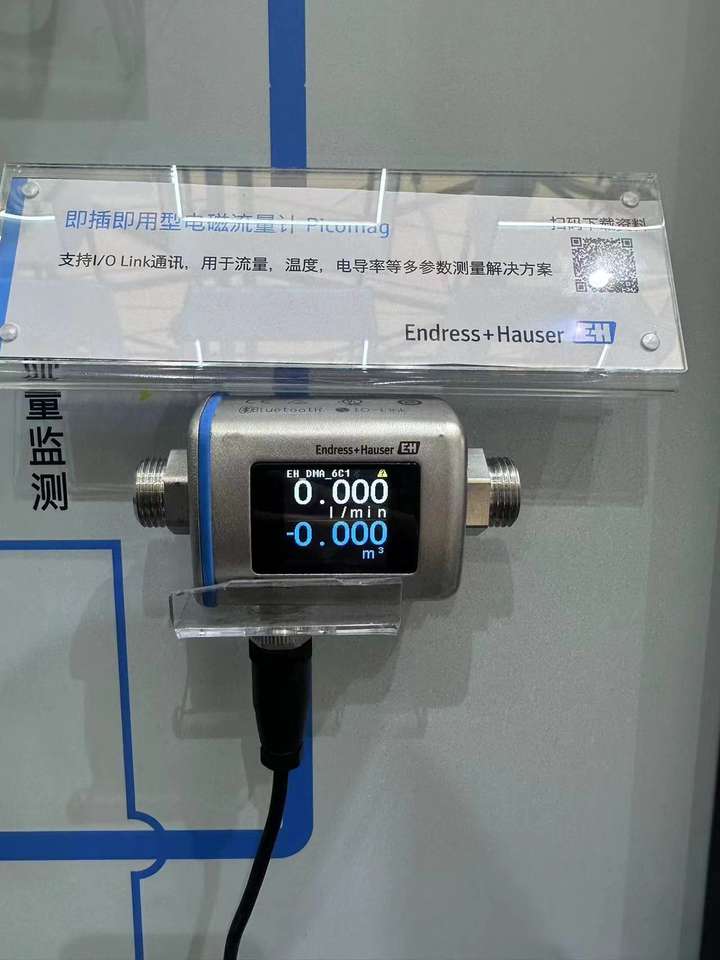 即插即用型电磁流量计 Picomag
扫码下载资料
支持I/O Link通讯，用于流量，温度，电导率等多参数测量解决方案
Endress+Hauser EH
量监测
Endress+Hauser EH
EH_DMA_6C1
0.000
l/min
-0.000
m³